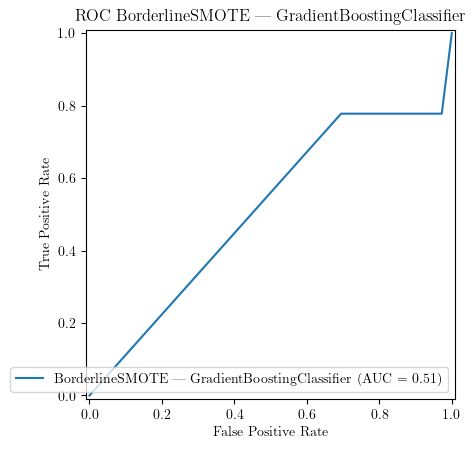 ROC BorderlineSMOTE — GradientBoostingClassifier
1.0
0.8
0.6
0.4
0.2
0.0
True Positive Rate
BorderlineSMOTE — GradientBoostingClassifier (AUC = 0.51)
0.0 0.2 0.4 0.6 0.8 1.0
False Positive Rate